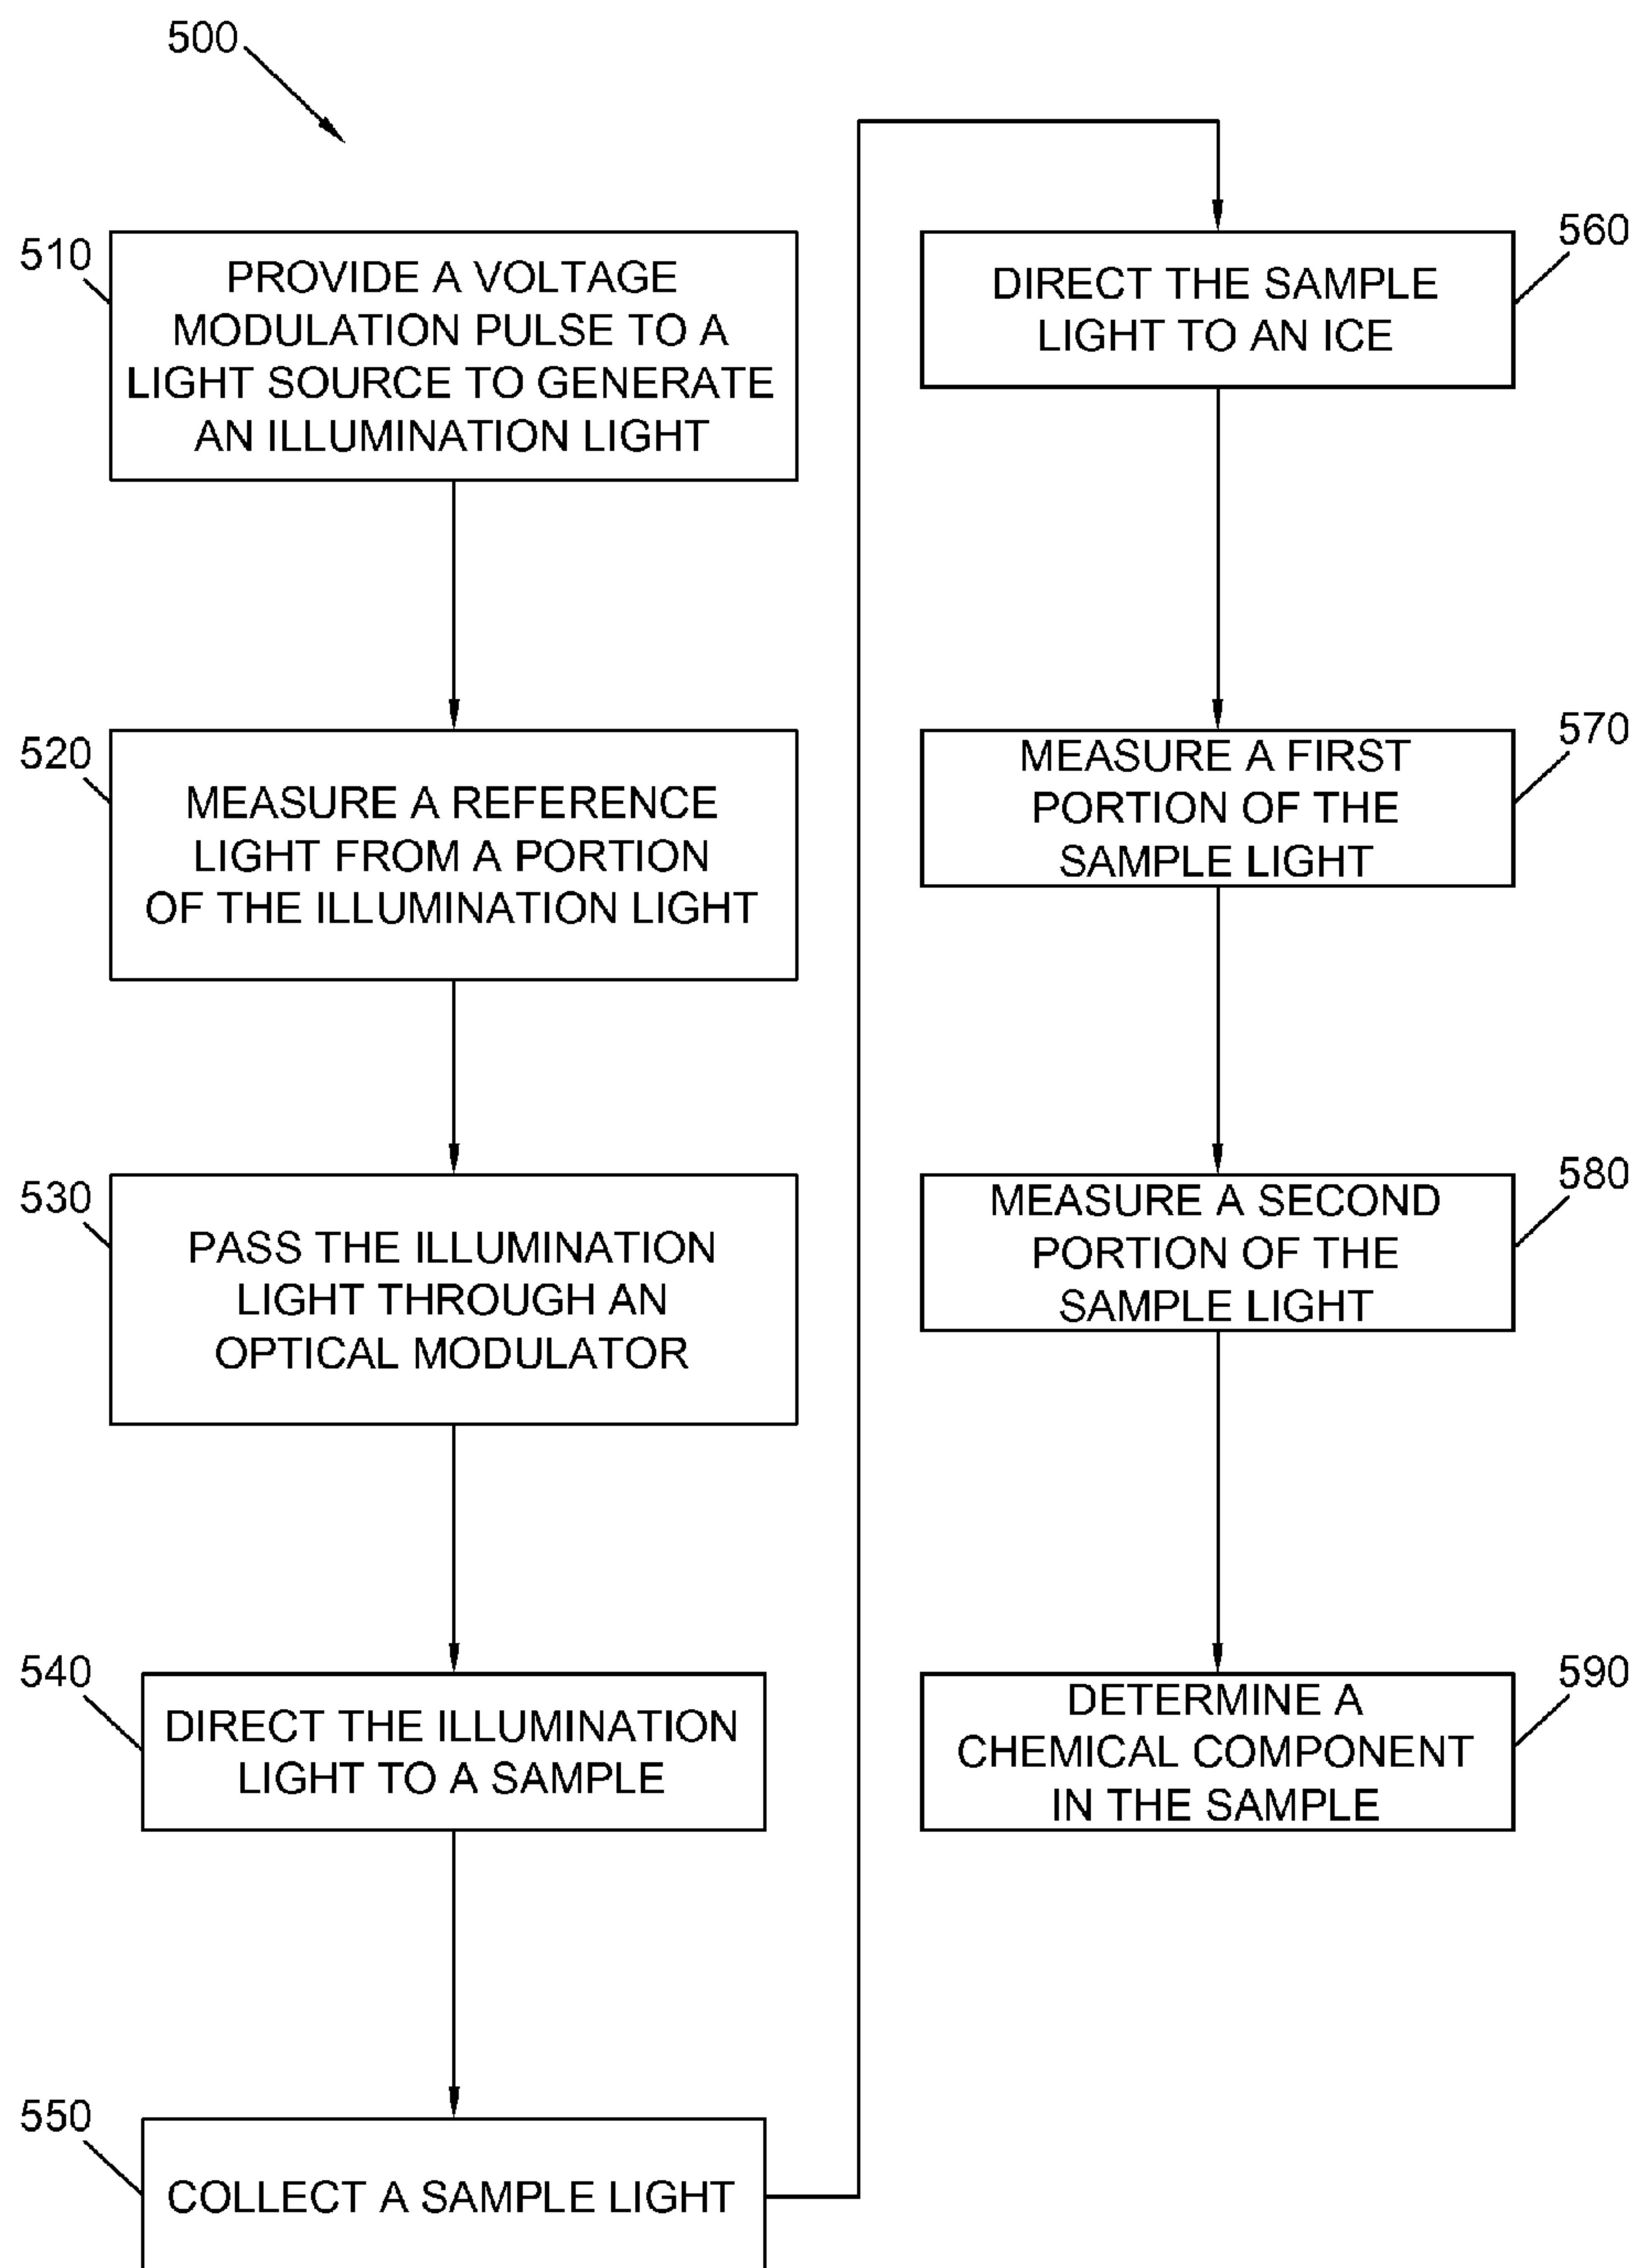 500
510
PROVIDE A VOLTAGE
MODULATION PULSE TO A
LIGHT SOURCE TO GENERATE
AN ILLUMINATION LIGHT
520
MEASURE A REFERENCE
LIGHT FROM A PORTION
OF THE ILLUMINATION LIGHT
530
PASS THE ILLUMINATION
LIGHT THROUGH AN
OPTICAL MODULATOR
540
DIRECT THE ILLUMINATION
LIGHT TO A SAMPLE
550
COLLECT A SAMPLE LIGHT
560
DIRECT THE SAMPLE
LIGHT TO AN ICE
570
MEASURE A FIRST
PORTION OF THE
SAMPLE LIGHT
580
MEASURE A SECOND
PORTION OF THE
SAMPLE LIGHT
590
DETERMINE A
CHEMICAL COMPONENT
IN THE SAMPLE